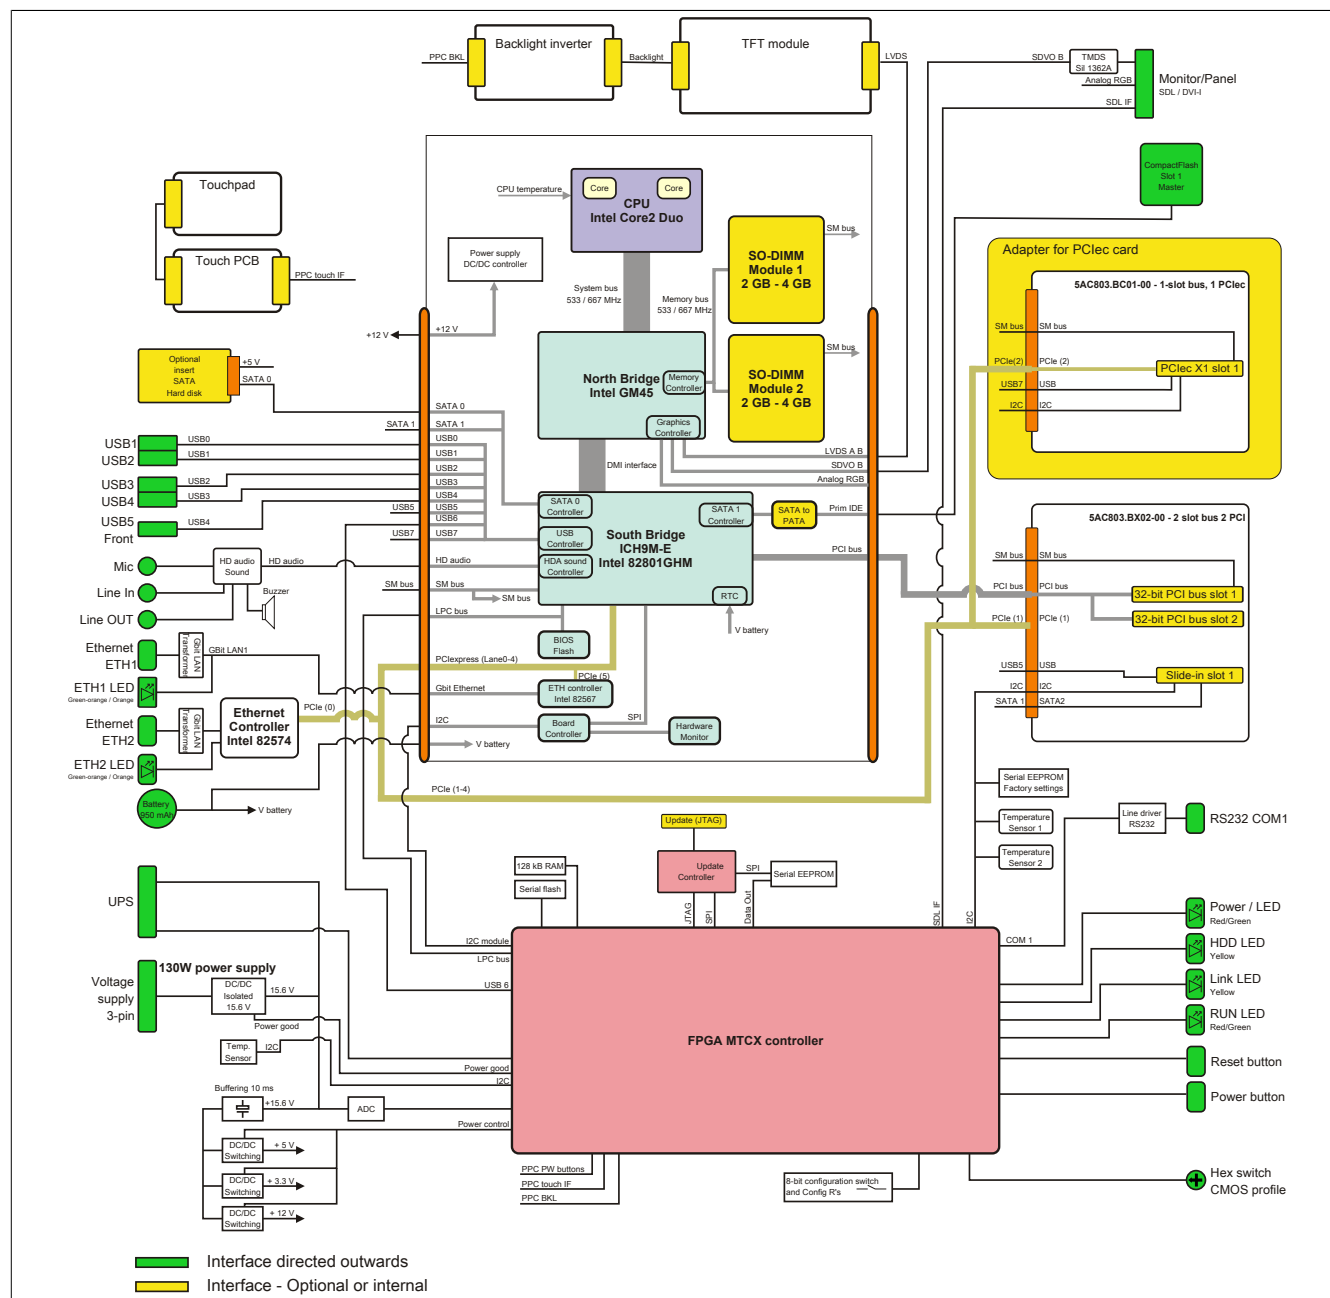 Backlight inverter
TFT module
PPC BKL
Backlight
LVDS
SDVO B
TMDS
Sil 1362A
Analog RGB
SDL IF
Monitor/Panel
SDL / DVI-I
Touchpad
Touch PCB
PPC touch IF
CPU temperature
Core
Core
CPU
Intel Core2 Duo
CompactFlash
Slot 1
Master
Power supply
DC/DC controller
System bus
533 / 667 MHz
Memory bus
533 / 667 MHz
SO-DIMM
Module 1
2 GB - 4 GB
SM bus
SO-DIMM
Module 2
2 GB - 4 GB
SM bus
+12 V
+12 V
North Bridge
Intel GM45
Memory
Controller
Graphics
Controller
Adapter for PCIec card
5AC803.BC01-00 - 1-slot bus, 1 PCIec
SM bus
SM bus
PCIe(2)
PCIe (2)
PCIec X1 slot 1
USB7
USB
I2C
I2C
Optional
insert
SATA
Hard disk
+5 V
SATA 0
SATA 0
SATA 1
SATA 1
USB0
USB1
USB2
USB3
USB4
USB5
USB5
USB6
USB7
USB7
USB1
USB2
USB0
USB1
USB3
USB4
USB2
USB3
USB5
Front
USB4
DMI interface
LVDS A B
SDVO B
Analog RGB
SATA 0
Controller
SATA 1
Controller
SATA to
PATA
Prim IDE
South Bridge
ICH9M-E
Intel 82801GHM
USB
Controller
HDA sound
Controller
RTC
V battery
PCI bus
Mic
HD audio
Sound
HD audio
HD audio
Line In
Line OUT
Buzzer
SM bus
SM bus
SM bus
LPC bus
BIOS
Flash
5AC803.BX02-00 - 2 slot bus 2 PCI
SM bus
SM bus
PCI bus
PCI bus
32-bit PCI bus slot 1
PCIe (1)
PCIe (1)
32-bit PCI bus slot 2
USB5
USB
Slide-in slot 1
I2C
I2C
SATA 1
SATA2
Ethernet
ETH1
Gbit LAN
Transformer
GBit LAN1
ETH1 LED
Green-orange / Orange
Ethernet
ETH2
Gbit LAN
Transformer
Ethernet
Controller
Intel 82574
PCIe (0)
ETH2 LED
Green-orange / Orange
Battery
950 mAh
V battery
PCIexpress (Lane0-4)
PCIe (5)
Gbit Ethernet
ETH controller
Intel 82567
I2C
SPI
Board
Controller
Hardware
Monitor
V battery
PCIe (1-4)
Serial EEPROM
Factory settings
Temperature
Sensor 1
Temperature
Sensor 2
Line driver
RS232
RS232 COM1
Update (JTAG)
128 kB RAM
Serial flash
Update
Controller
SPI
Serial EEPROM
JTAG
SPI
Data Out
SDL IF
I2C
UPS
I2C module
LPC bus
USB 6
COM 1
Power / LED
Red/Green
HDD LED
Yellow
Link LED
Yellow
RUN LED
Red/Green
Reset button
Power button
130W power supply
Voltage
supply
3-pin
DC/DC
Isolated
15.6 V
15.6 V
Power good
Temp.
Sensor
I2C
FPGA MTCX controller
Power good
I2C
Buffering 10 ms
+15.6 V
ADC
Power control
DC/DC
Switching
+ 5 V
DC/DC
Switching
+ 3.3 V
DC/DC
Switching
+ 12 V
PPC PW buttons
PPC touch IF
PPC BKL
8-bit configuration switch
and Config R's
Hex switch
CMOS profile
Interface directed outwards
Interface - Optional or internal